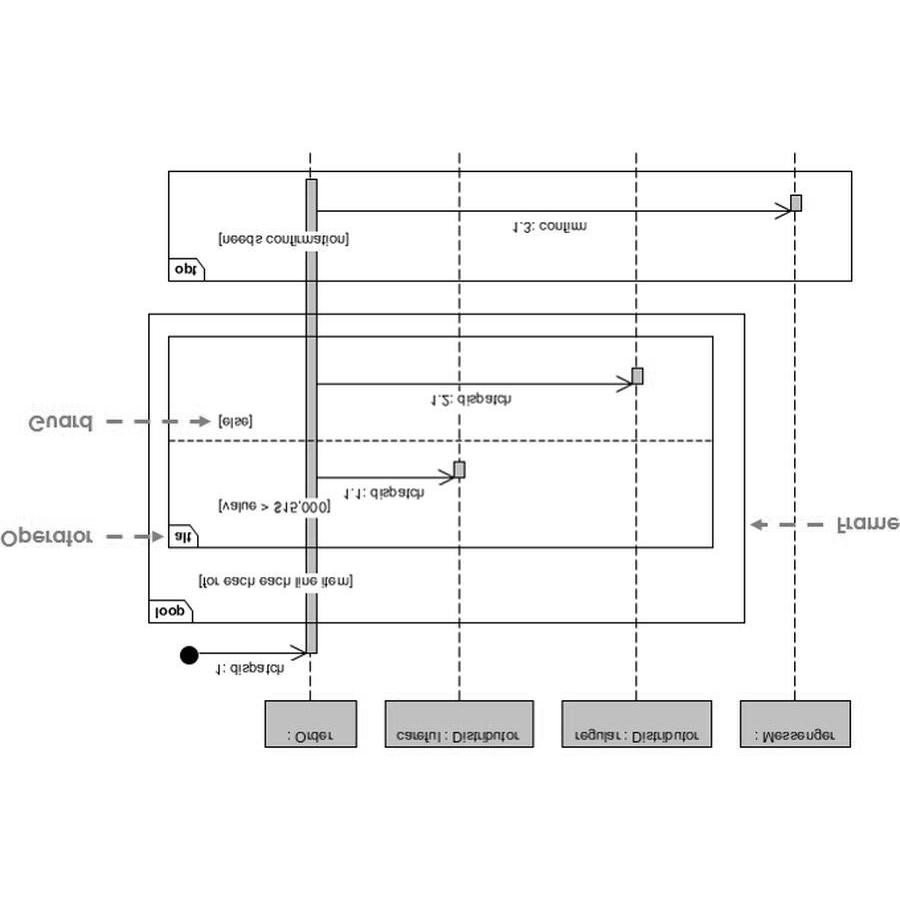 : Order
careful : Distributor
regular : Distributor
: Messenger
1: dispatch
loop
[for each each line item]
Operator
alt
Frame
[value > $15,000]
1.1: dispatch
Guard
[else]
1.2: dispatch
opt
[needs confirmation]
1.3: confirm